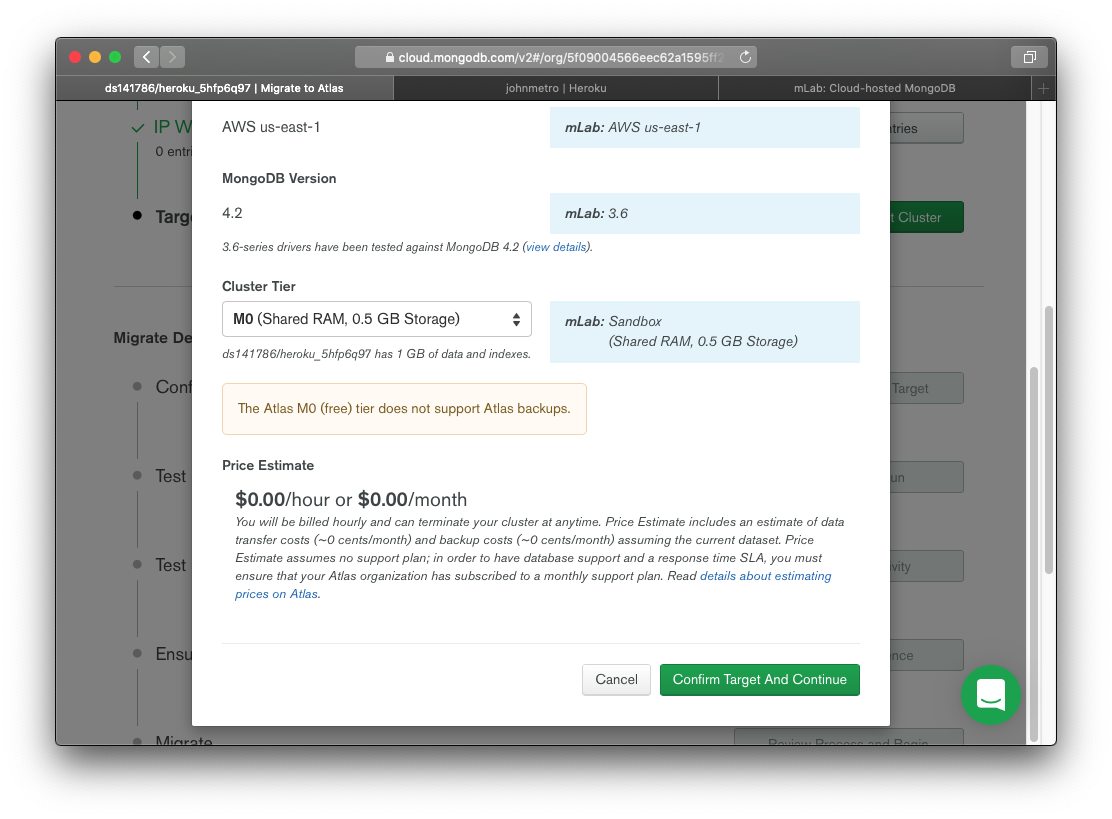 cloud.mongodb.com/v2#/org/5f09004566eec62a1595ff2
ds141786/heroku_5hfp6q97 | Migrate to Atlas
johnmetro | Heroku
mLab: Cloud-hosted MongoDB
IP W
0 entri
tries
AWS us-east-1
mLab: AWS us-east-1
MongoDB Version
4.2
mLab: 3.6
Targ
t Cluster
3.6-series drivers have been tested against MongoDB 4.2 (view details).
Cluster Tier
M0 (Shared RAM, 0.5 GB Storage)
mLab: Sandbox
(Shared RAM, 0.5 GB Storage)
ds141786/heroku_5hfp6q97 has 1 GB of data and indexes.
Migrate De
Conf
Target
The Atlas M0 (free) tier does not support Atlas backups.
Price Estimate
Test
un
$0.00/hour or $0.00/month
You will be billed hourly and can terminate your cluster at anytime. Price Estimate includes an estimate of data
transfer costs (~0 cents/month) and backup costs (~0 cents/month) assuming the current dataset. Price
Estimate assumes no support plan; in order to have database support and a response time SLA, you must
ensure that your Atlas organization has subscribed to a monthly support plan. Read details about estimating
prices on Atlas.
Test
vity
Ensu
nce
Cancel
Confirm Target And Continue
Migrate
Review Process and Begin